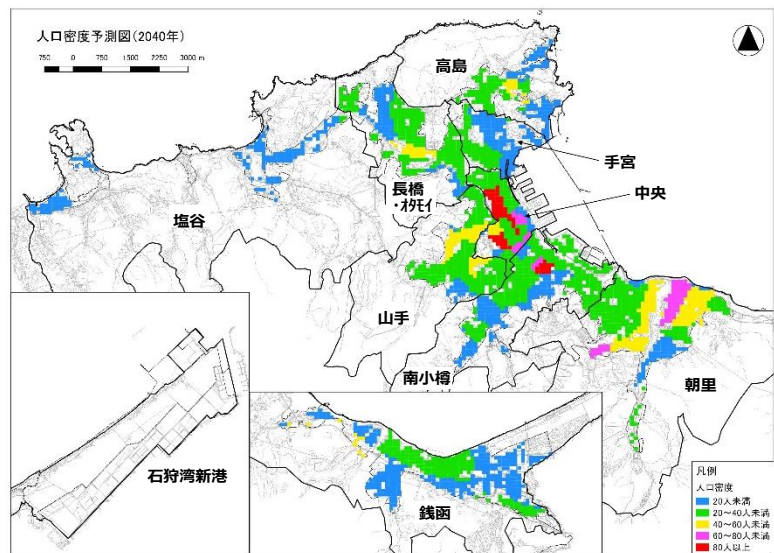 人口密度予測図(2040年)
750 0 750 1500 2250 3000 m
高島
手宮
中央
長橋
・オタモイ
塩谷
山手
南小樽
朝里
石狩湾新港
銭函
凡例
人口密度
20人未満
20～40人未満
40～60人未満
60～80人未満
80人以上